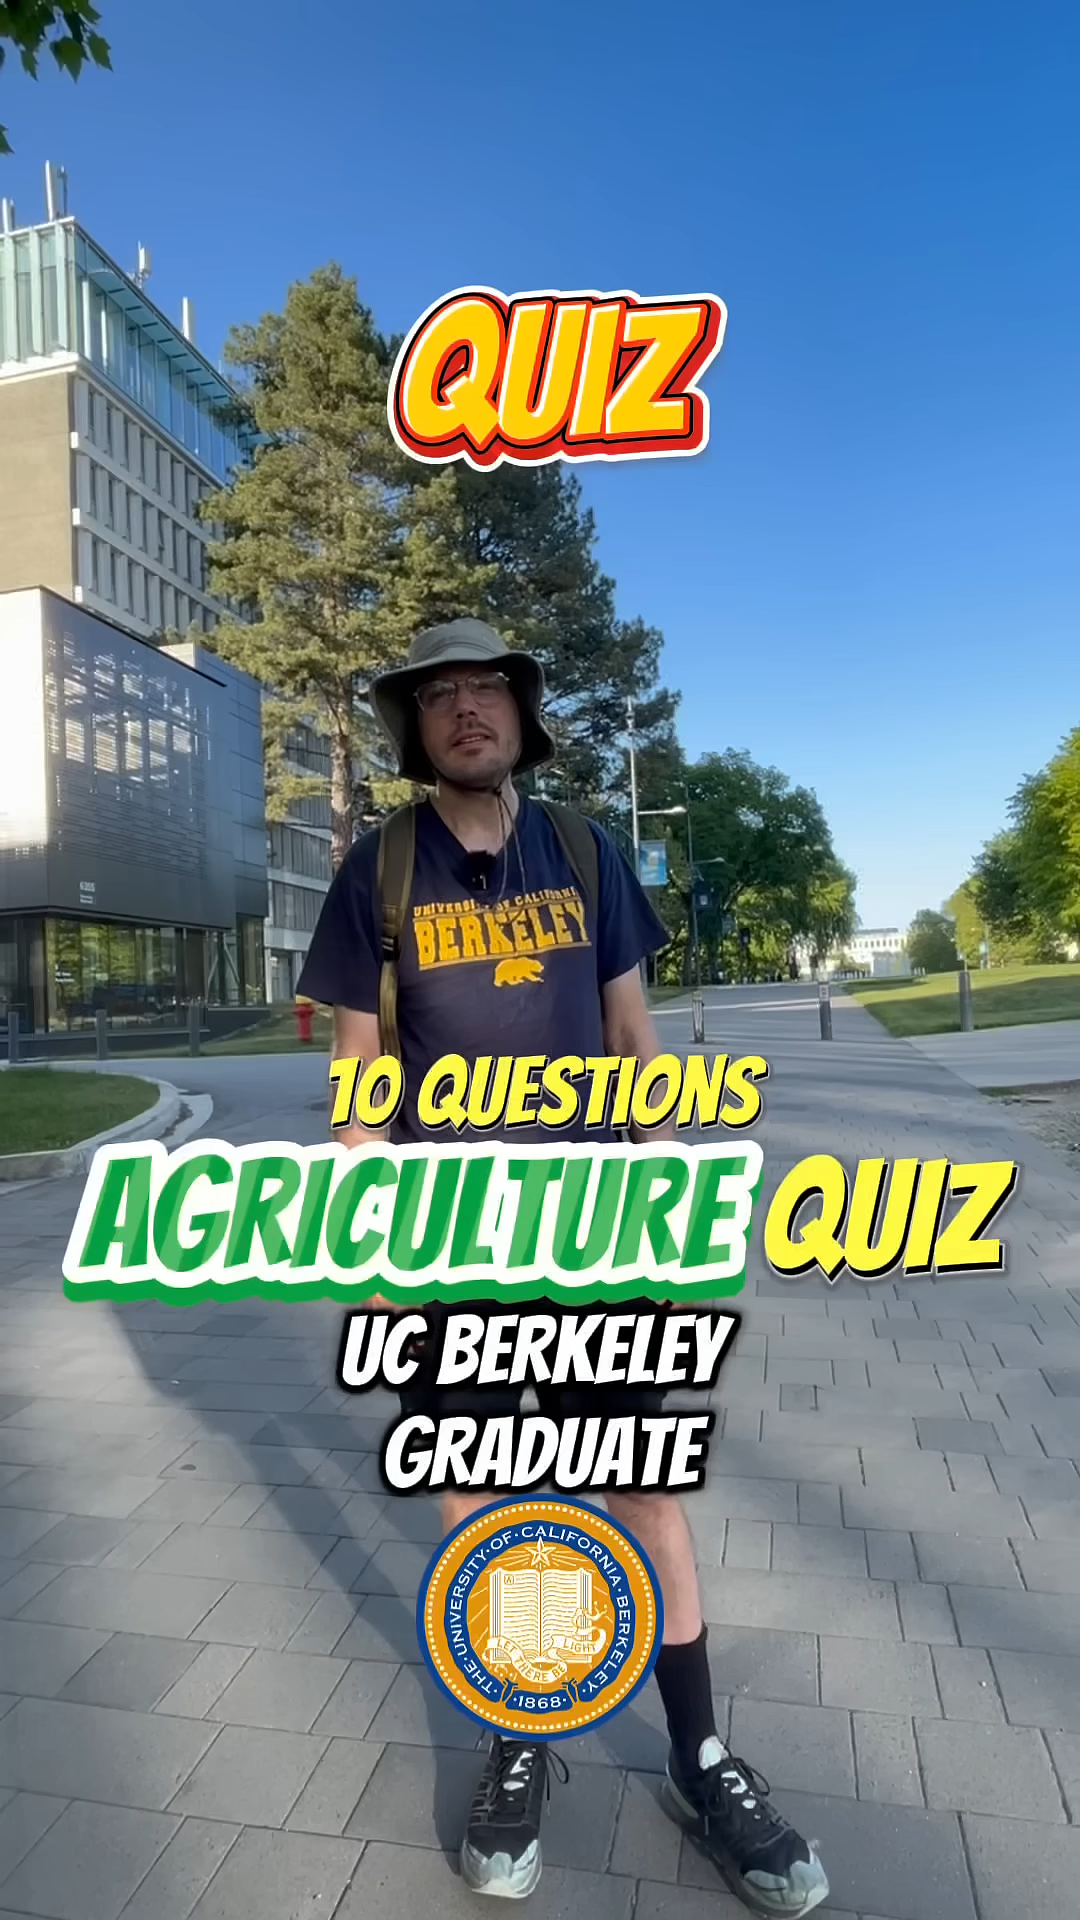 QUIZ
6205
UNIVERSITY OF CALIFORNIA
BERKELEY
10 QUESTIONS
AGRICULTURE QUIZ
UC BERKELEY
GRADUATE
THE·UNIVERSITY·OF·CALIFORNIA·BERKELEY
A
LET THERE BE LIGHT
·1868·